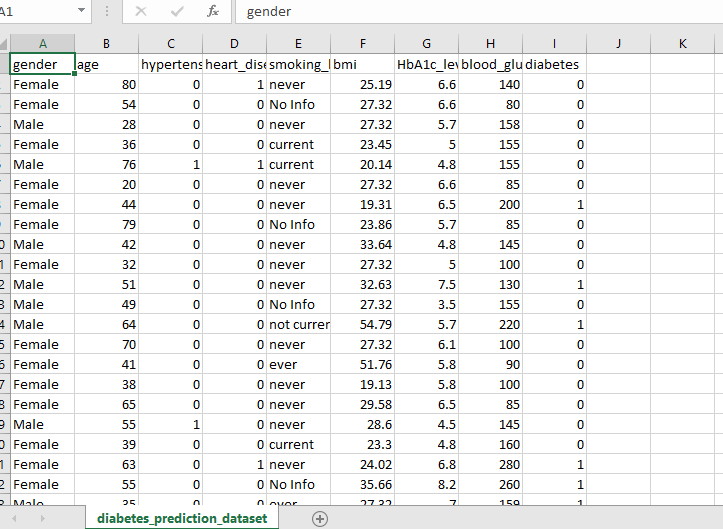 A1 fx gender
A B C D E F G H I J K
gender age hypertens heart_dise smoking_l bmi HbA1c_lev blood_glu diabetes
Female 80 0 1 never 25.19 6.6 140 0
Female 54 0 0 No Info 27.32 6.6 80 0
Male 28 0 0 never 27.32 5.7 158 0
Female 36 0 0 current 23.45 5 155 0
Male 76 1 1 current 20.14 4.8 155 0
Female 20 0 0 never 27.32 6.6 85 0
Female 44 0 0 never 19.31 6.5 200 1
Female 79 0 0 No Info 23.86 5.7 85 0
Male 42 0 0 never 33.64 4.8 145 0
Female 32 0 0 never 27.32 5 100 0
Male 51 0 0 never 32.63 7.5 130 1
Male 49 0 0 No Info 27.32 3.5 155 0
Male 64 0 0 not currer 54.79 5.7 220 1
Female 70 0 0 never 27.32 6.1 100 0
Female 41 0 0 ever 51.76 5.8 90 0
Female 38 0 0 never 19.13 5.8 100 0
Female 65 0 0 never 29.58 6.5 85 0
Male 55 1 0 never 28.6 4.5 145 0
Female 39 0 0 current 23.3 4.8 160 0
Female 63 0 1 never 24.02 6.8 280 1
Female 55 0 0 No Info 35.66 8.2 260 1
Male 35 0 0 ever 27.32 7 159 1
diabetes_prediction_dataset